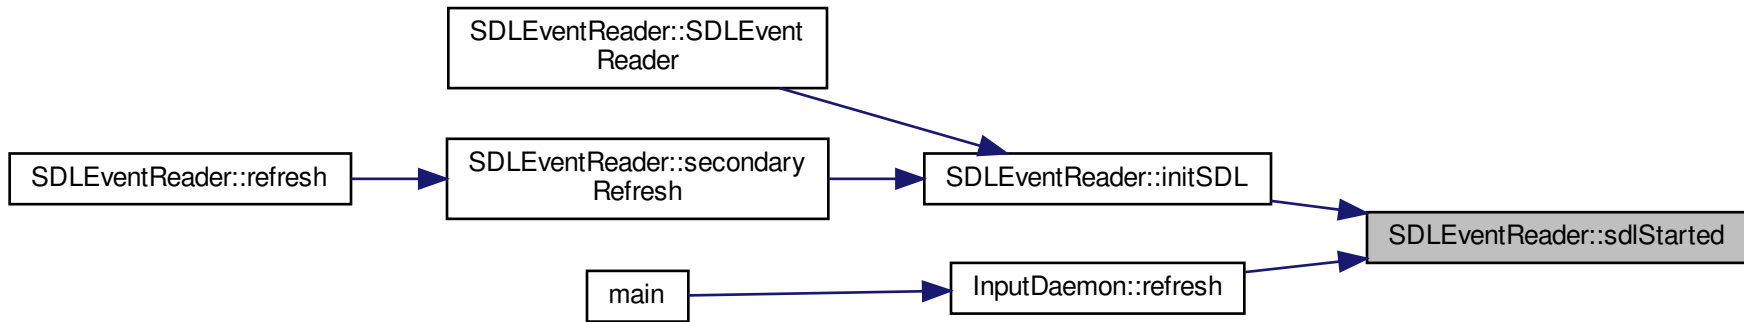 SDLEventReader::SDLEvent
Reader
SDLEventReader::refresh
SDLEventReader::secondary
Refresh
SDLEventReader::initSDL
SDLEventReader::sdlStarted
main
InputDaemon::refresh